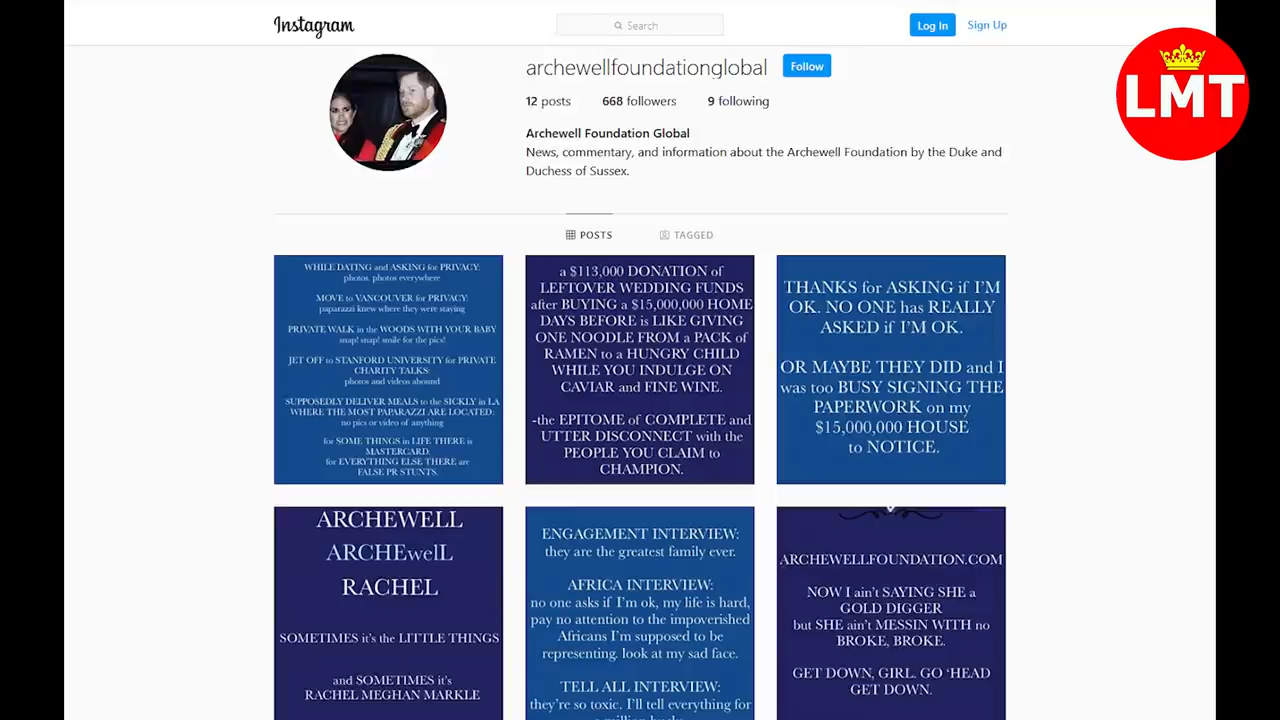 Instagram
Search
Log In
Sign Up
LMT
archewellfoundationglobal
Follow
12 posts 668 followers 9 following
Archewell Foundation Global
News, commentary, and information about the Archewell Foundation by the Duke and
Duchess of Sussex.
POSTS
TAGGED
WHILE DATING and ASKING for PRIVACY:
photos. photos everywhere
MOVE to VANCOUVER for PRIVACY:
paparazzi knew where they were staying
PRIVATE WALK in the WOODS WITH YOUR BABY
snap! snap! smile for the pics!
JET OFF to STANFORD UNIVERSITY for PRIVATE
CHARITY TALKS:
photos and videos abound
SUPPOSEDLY DELIVER MEALS to the SICKLY in LA
WHERE THE MOST PAPARAZZI ARE LOCATED:
no pics or video of anything
for SOME THINGS in LIFE THERE is
MASTERCARD.
for EVERYTHING ELSE THERE are
FALSE PR STUNTS.
a $113,000 DONATION of
LEFTOVER WEDDING FUNDS
after BUYING a $15,000,000 HOME
DAYS BEFORE is LIKE GIVING
ONE NOODLE FROM a PACK of
RAMEN to a HUNGRY CHILD
WHILE YOU INDULGE ON
CAVIAR and FINE WINE.
-the EPITOME of COMPLETE and
UTTER DISCONNECT with the
PEOPLE YOU CLAIM to
CHAMPION.
THANKS for ASKING if I'M
OK. NO ONE has REALLY
ASKED if I'M OK.
OR MAYBE THEY DID and I
was too BUSY SIGNING THE
PAPERWORK on my
$15,000,000 HOUSE
to NOTICE.
ARCHEWELL
ARCHEwelL
RACHEL
SOMETIMES it's the LITTLE THINGS
and SOMETIMES it's
RACHEL MEGHAN MARKLE
ENGAGEMENT INTERVIEW:
they are the greatest family ever.
AFRICA INTERVIEW:
no one asks if I'm ok, my life is hard,
pay no attention to the impoverished
Africans I'm supposed to be
representing. look at my sad face.
TELL ALL INTERVIEW:
they're so toxic. I'll tell everything for
a million bucks
ARCHEWELLFOUNDATION.COM
NOW I ain't SAYING SHE a
GOLD DIGGER
but SHE ain't MESSIN WITH no
BROKE, BROKE.
GET DOWN, GIRL. GO 'HEAD
GET DOWN.